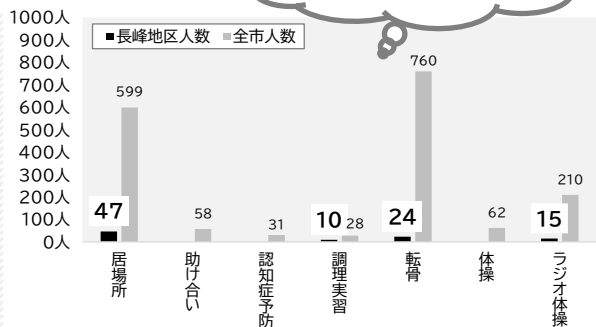 1000人
900人
800人
700人
600人
500人
400人
300人
200人
100人
0人
■長峰地区人数 ■全市人数
47
599
58
31
10
28
24
760
62
15
210
居場所
助け合い
認知症予防
調理実習
転骨
体操
ラジオ体操